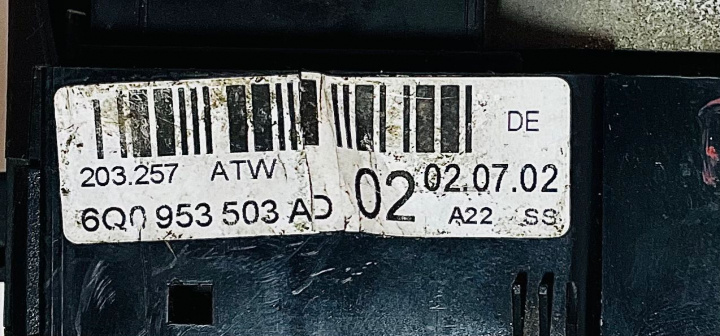 DE
203.257 ATW 02 02.07.02
6Q0 953 503 AD A22 SS